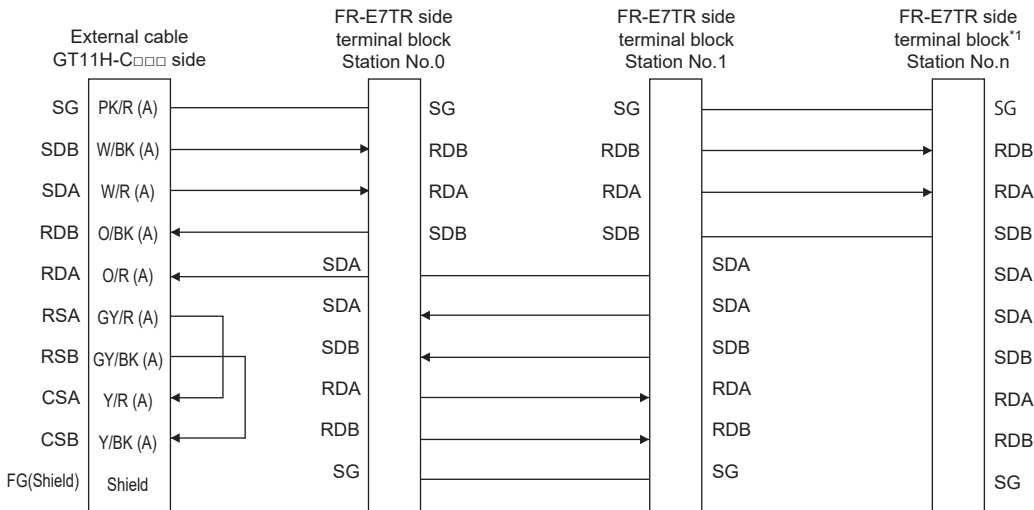 External cable
GT11H-C□□□ side
FR-E7TR side
terminal block
Station No.0
FR-E7TR side
terminal block
Station No.1
FR-E7TR side
terminal block*1
Station No.n
SG PK/R (A) SG SG SG
SDB W/BK (A) RDB RDB RDB
SDA W/R (A) RDA RDA RDA
RDB O/BK (A) SDB SDB SDB
RDA O/R (A) SDA SDA SDA
RSA GY/R (A) SDA SDA SDA
RSB GY/BK (A) SDB SDB SDB
CSA Y/R (A) RDA RDA RDA
CSB Y/BK (A) RDB RDB RDB
FG(Shield) Shield SG SG SG